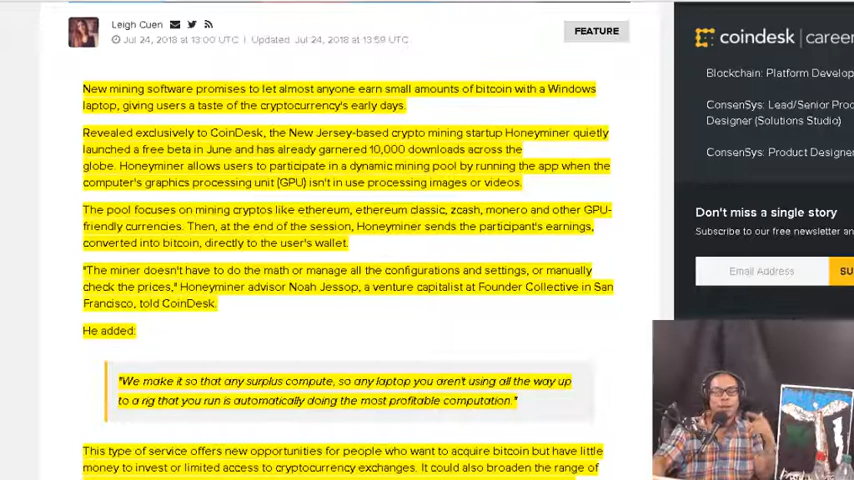 Leigh Cuen
Jul 24, 2018 at 13:00 UTC | Updated Jul 24, 2018 at 13:59 UTC
FEATURE
New mining software promises to let almost anyone earn small amounts of bitcoin with a Windows
laptop, giving users a taste of the cryptocurrency's early days.
Revealed exclusively to CoinDesk, the New Jersey-based crypto mining startup Honeyminer quietly
launched a free beta in June and has already garnered 10,000 downloads across the
globe. Honeyminer allows users to participate in a dynamic mining pool by running the app when the
computer's graphics processing unit (GPU) isn't in use processing images or videos.
The pool focuses on mining cryptos like ethereum, ethereum classic, zcash, monero and other GPU-
friendly currencies. Then, at the end of the session, Honeyminer sends the participant's earnings,
converted into bitcoin, directly to the user's wallet.
"The miner doesn't have to do the math or manage all the configurations and settings, or manually
check the prices," Honeyminer advisor Noah Jessop, a venture capitalist at Founder Collective in San
Francisco, told CoinDesk.
He added:
"We make it so that any surplus compute, so any laptop you aren't using all the way up
to a rig that you run is automatically doing the most profitable computation."
This type of service offers new opportunities for people who want to acquire bitcoin but have little
money to invest or limited access to cryptocurrency exchanges. It could also broaden the range of
coindesk | career
Blockchain: Platform Develop
ConsenSys: Lead/Senior Proc
Designer (Solutions Studio)
ConsenSys: Product Designer
Don't miss a single story
Subscribe to our free newsletter an
Email Address
SU